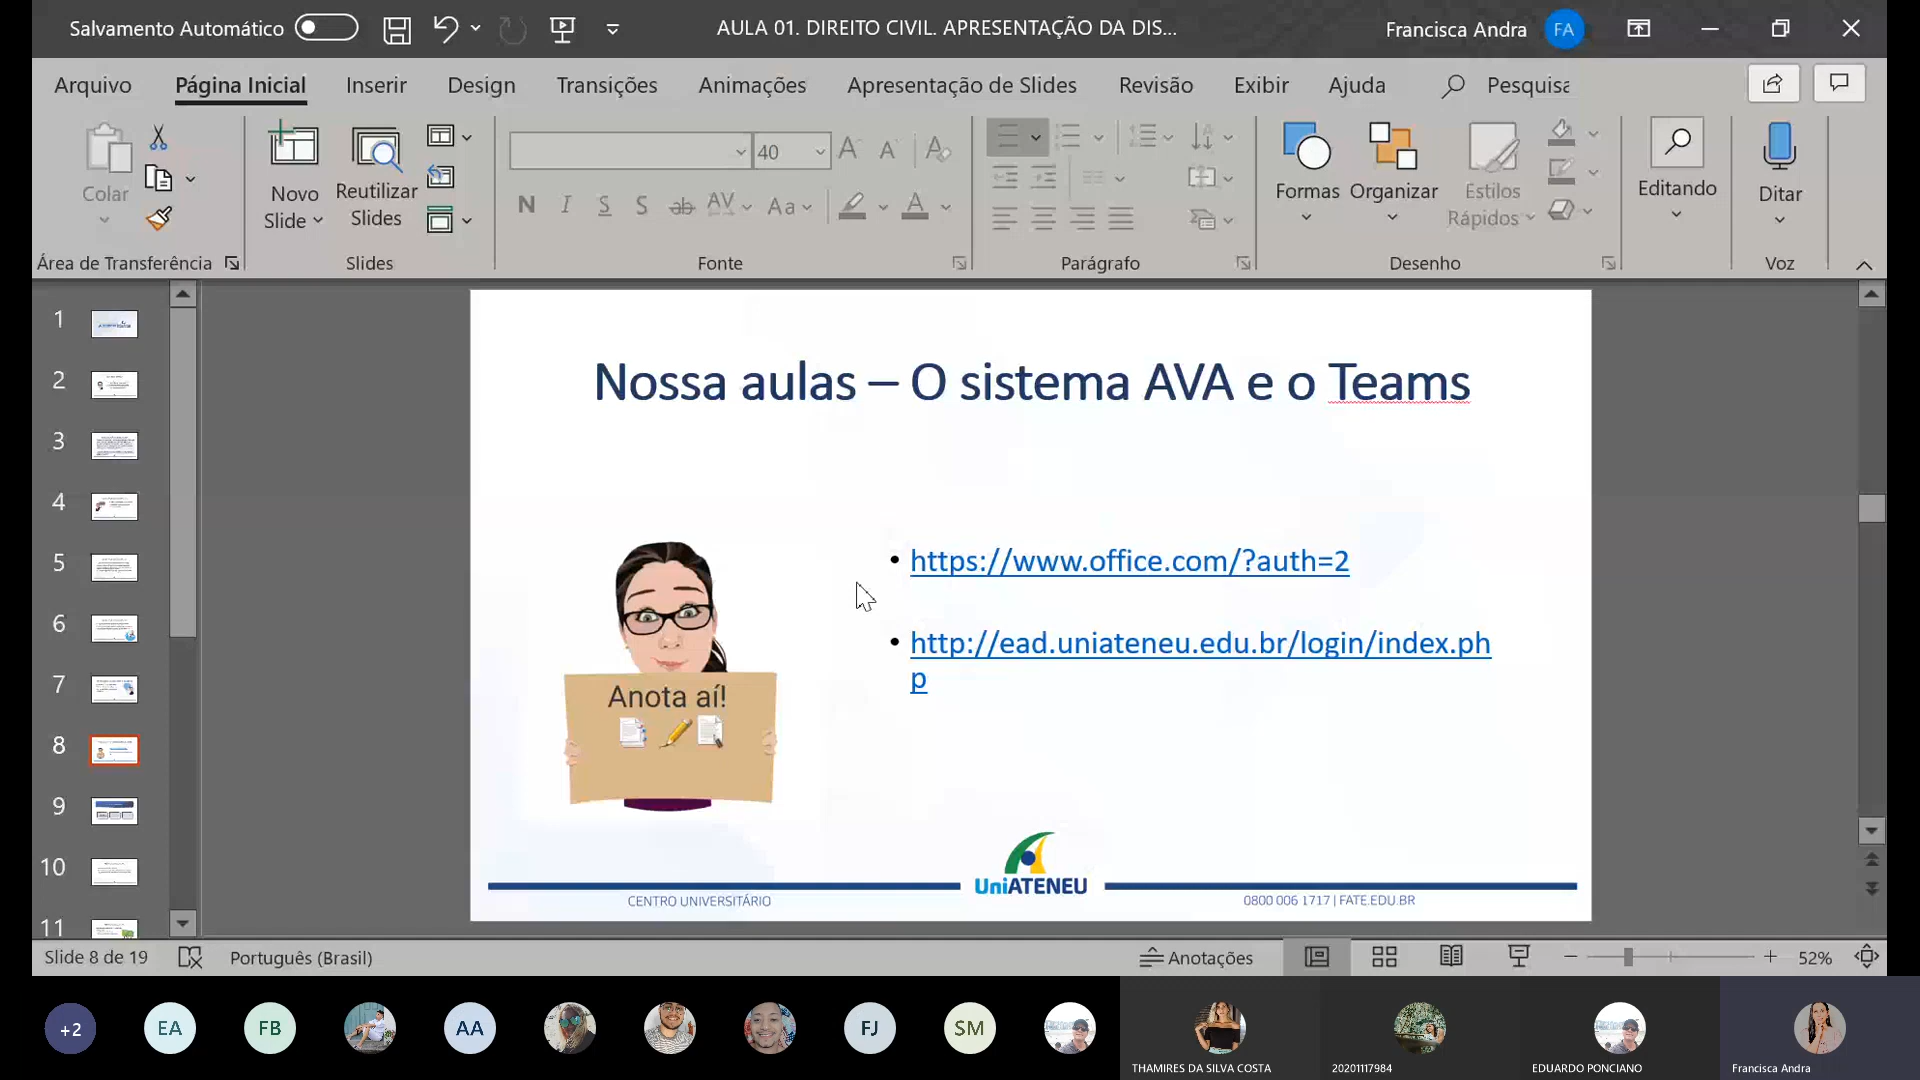 Salvamento Automático
AULA 01. DIREITO CIVIL. APRESENTAÇÃO DA DIS...
Francisca Andra
FA
Arquivo
Página Inicial
Inserir
Design
Transições
Animações
Apresentação de Slides
Revisão
Exibir
Ajuda
Pesquisa
Colar
Novo
Slide
Reutilizar
Slides
40
N I S S ab AV Aa A
Formas
Organizar
Estilos
Rápidos
Editando
Ditar
Área de Transferência
Slides
Fonte
Parágrafo
Desenho
Voz
1
2
3
4
5
6
7
8
9
10
11
Nossa aulas – O sistema AVA e o Teams
• https://www.office.com/?auth=2
• http://ead.uniateneu.edu.br/login/index.ph
p
Anota aí!
UniATENEU
CENTRO UNIVERSITÁRIO
0800 006 1717 | FATE.EDU.BR
Slide 8 de 19
Português (Brasil)
Anotações
52%
+2
EA
FB
AA
FJ
SM
THAMIRES DA SILVA COSTA
20201117984
EDUARDO PONCIANO
Francisca Andra